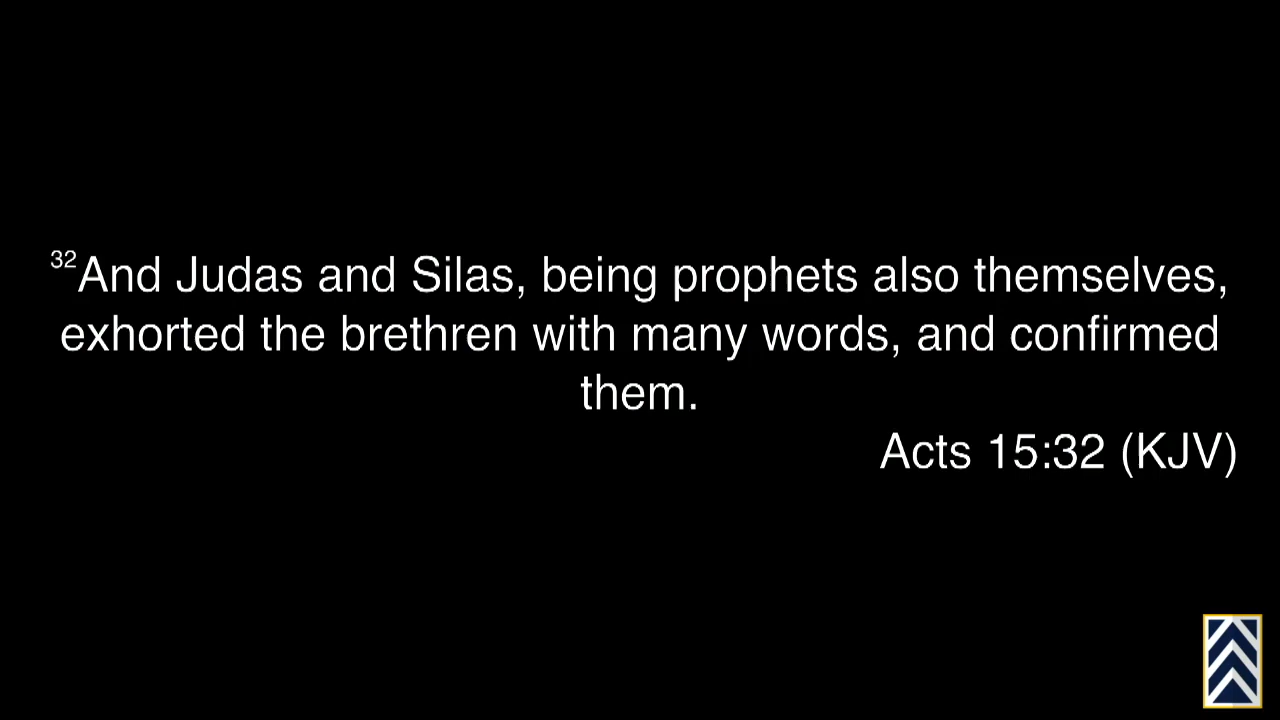 32And Judas and Silas, being prophets also themselves,
exhorted the brethren with many words, and confirmed
them.
Acts 15:32 (KJV)